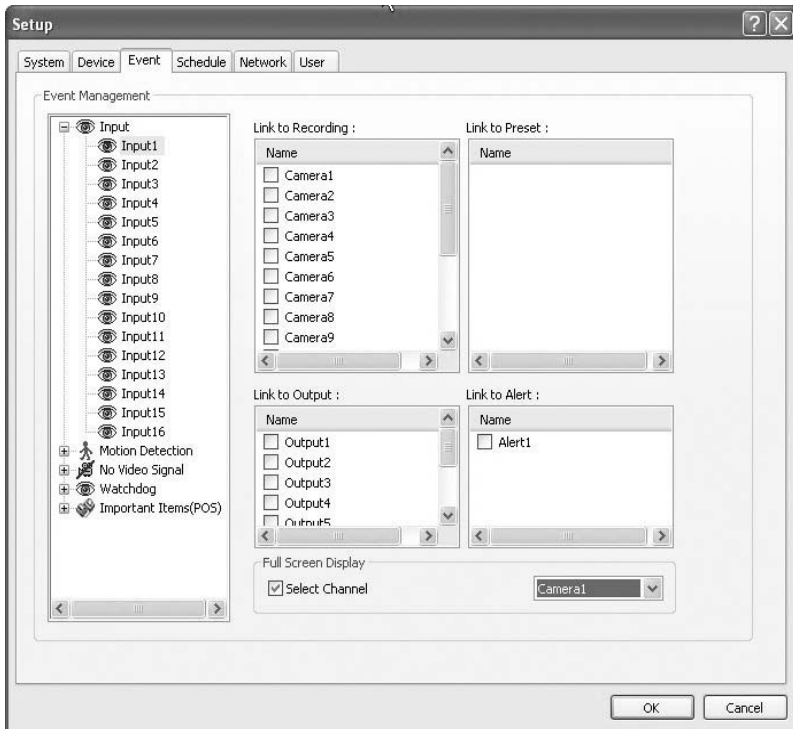 Setup
System Device Event Schedule Network User
Event Management
Input
Input1
Input2
Input3
Input4
Input5
Input6
Input7
Input8
Input9
Input10
Input11
Input12
Input13
Input14
Input15
Input16
Motion Detection
No Video Signal
Watchdog
Important Items(POS)
Link to Recording :
Name
Camera1
Camera2
Camera3
Camera4
Camera5
Camera6
Camera7
Camera8
Camera9
Link to Preset :
Name
Link to Output :
Name
Output1
Output2
Output3
Output4
Output5
Link to Alert :
Name
Alert1
Full Screen Display
Select Channel
Camera1
OK
Cancel